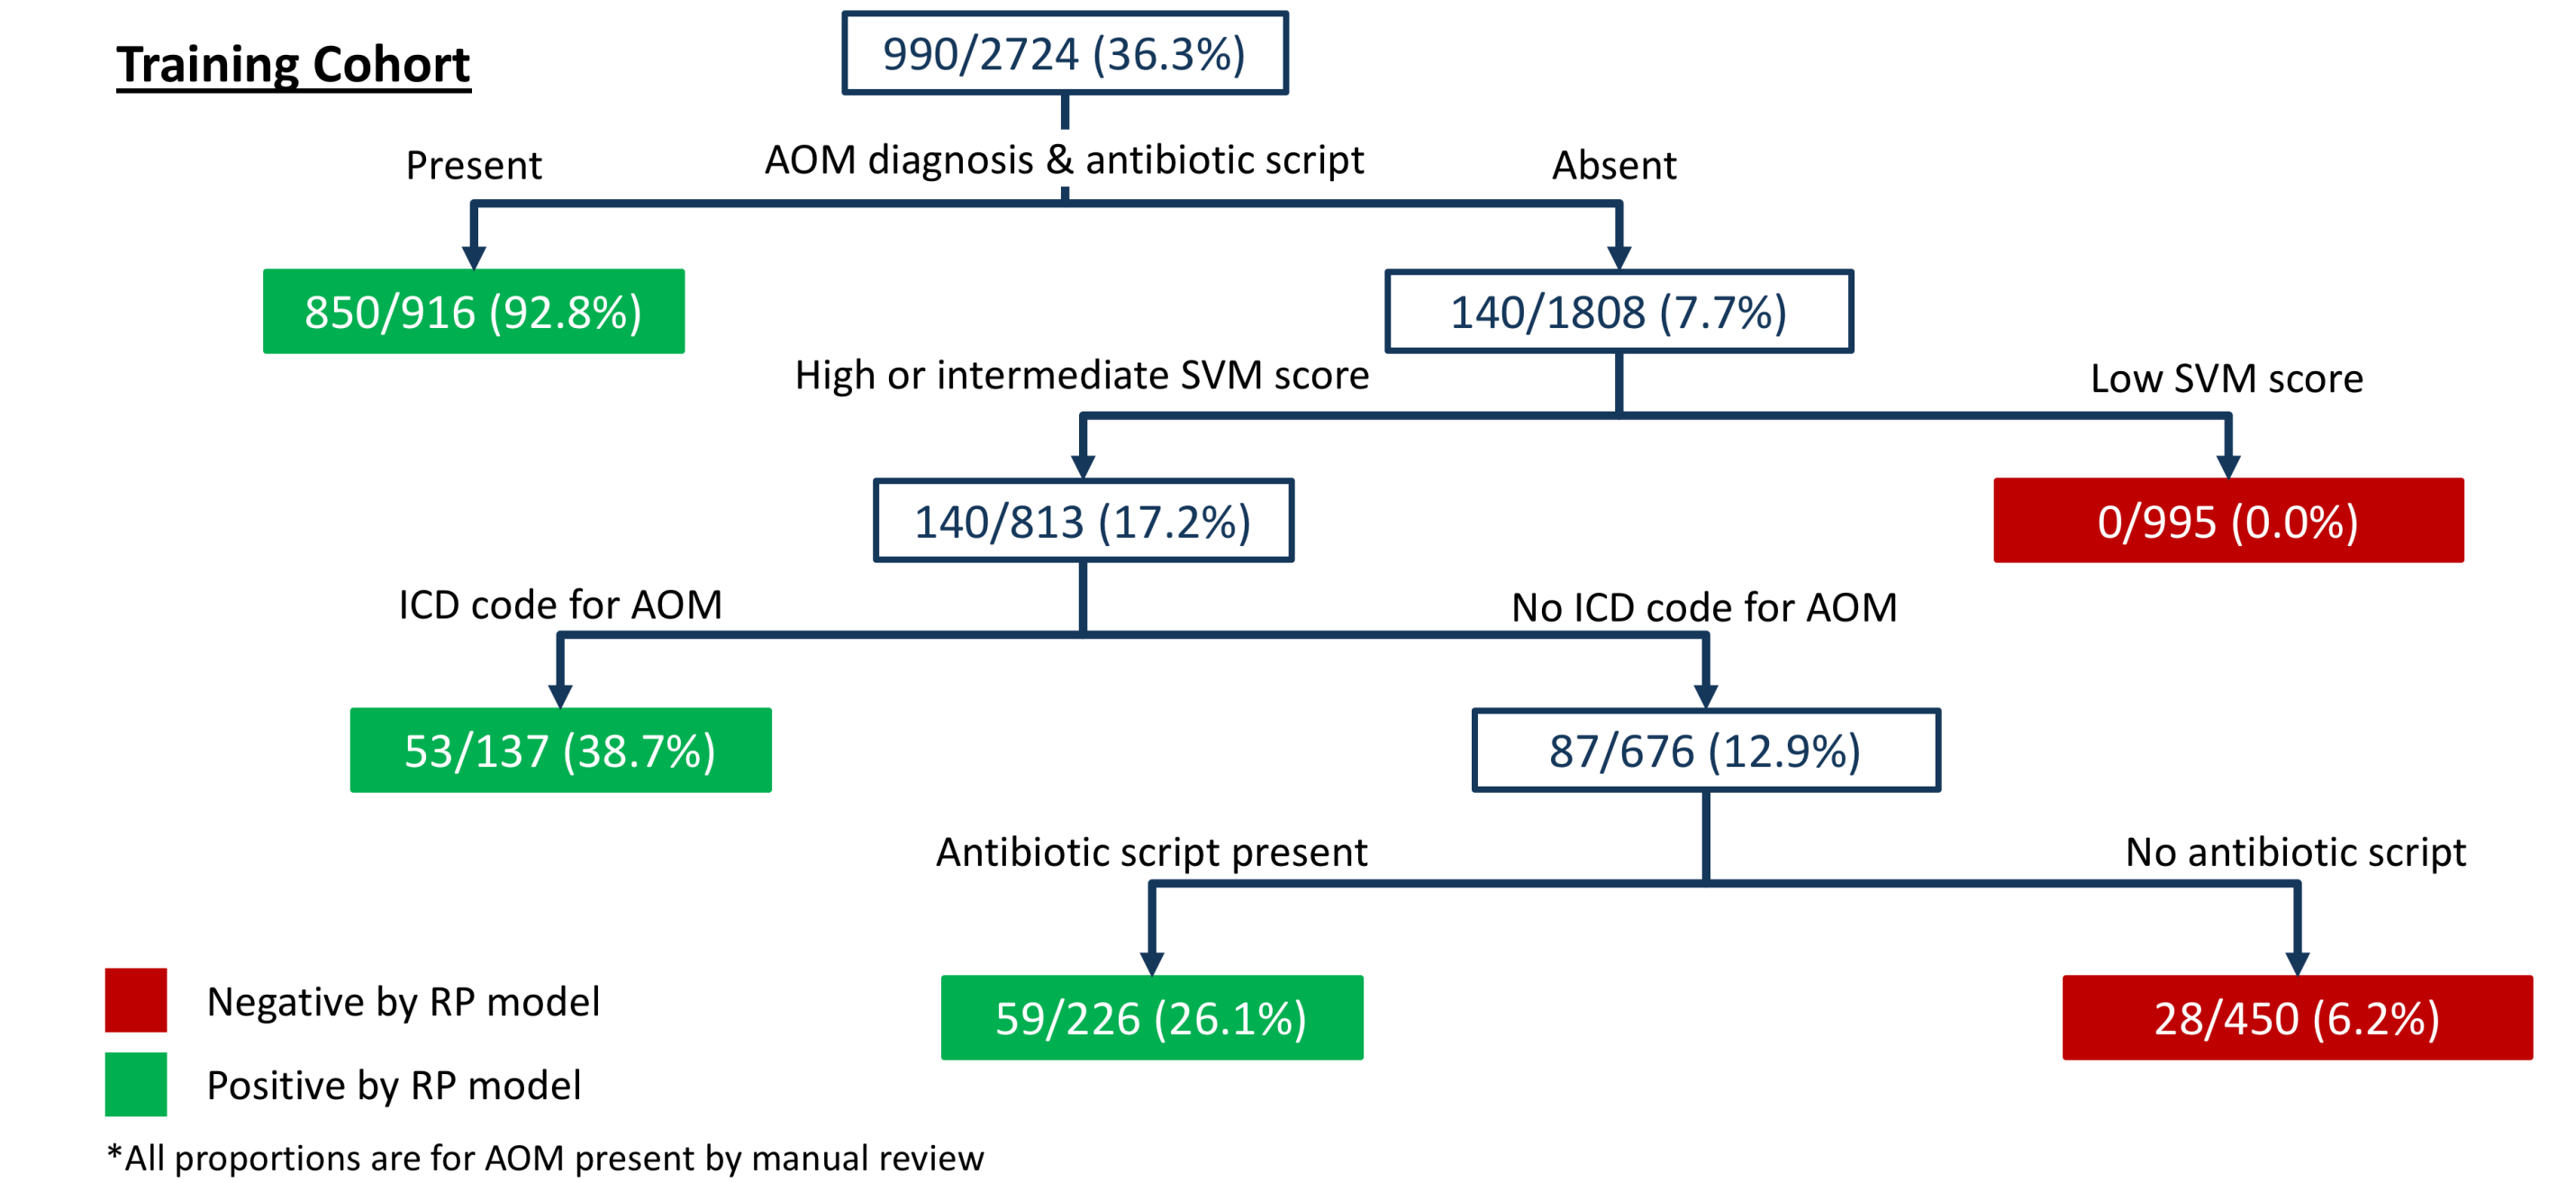 Training Cohort
990/2724 (36.3%)
Present
AOM diagnosis & antibiotic script
Absent
850/916 (92.8%)
140/1808 (7.7%)
High or intermediate SVM score
Low SVM score
140/813 (17.2%)
0/995 (0.0%)
ICD code for AOM
No ICD code for AOM
53/137 (38.7%)
87/676 (12.9%)
Antibiotic script present
No antibiotic script
59/226 (26.1%)
28/450 (6.2%)
Negative by RP model
Positive by RP model
*All proportions are for AOM present by manual review